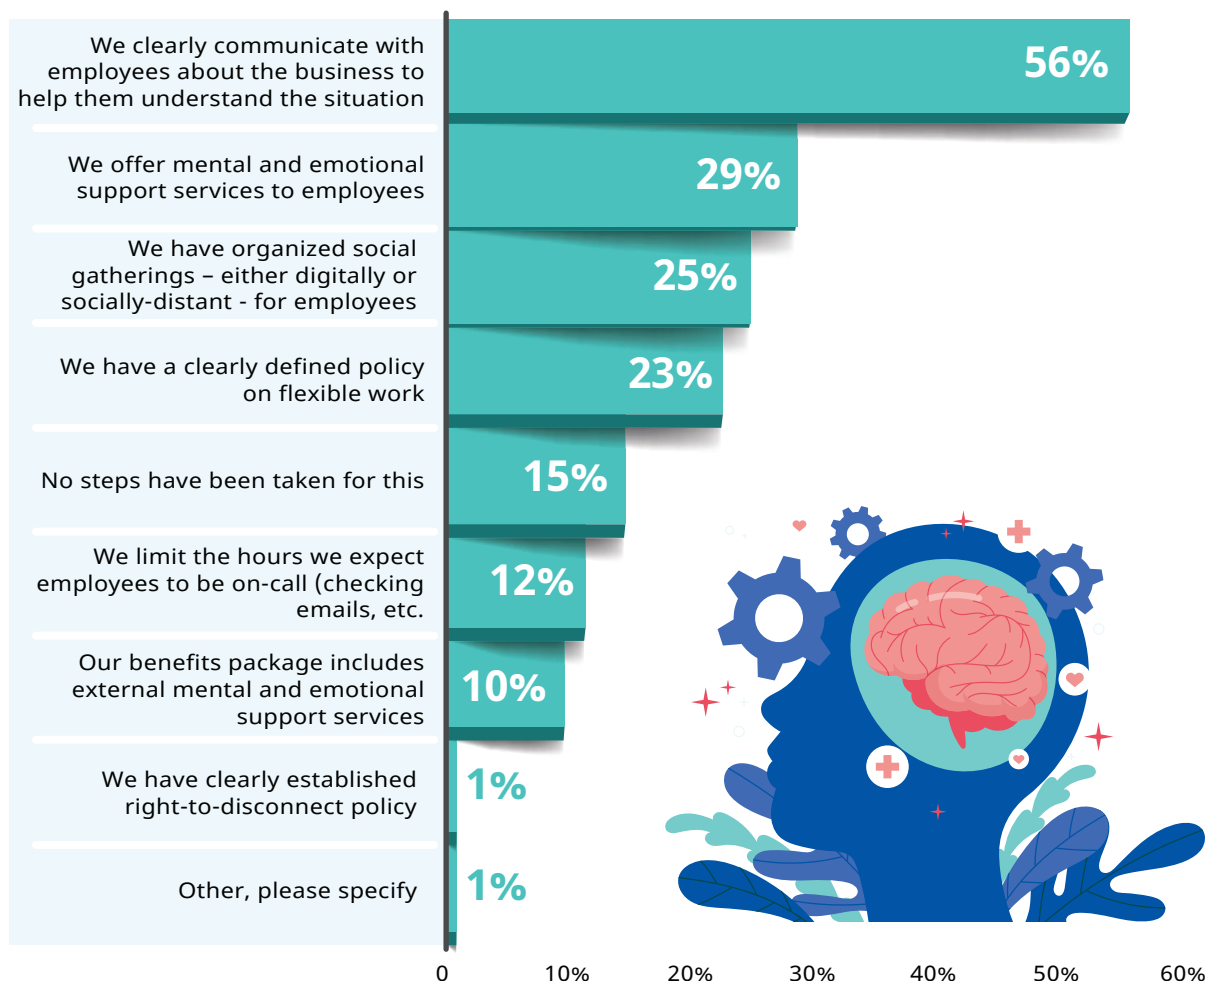 We clearly communicate with
employees about the business to
help them understand the situation
56%
We offer mental and emotional
support services to employees
29%
We have organized social
gatherings – either digitally or
socially-distant - for employees
25%
We have a clearly defined policy
on flexible work
23%
No steps have been taken for this
15%
We limit the hours we expect
employees to be on-call (checking
emails, etc.
12%
Our benefits package includes
external mental and emotional
support services
10%
We have clearly established
right-to-disconnect policy
1%
Other, please specify
1%
0 10% 20% 30% 40% 50% 60%